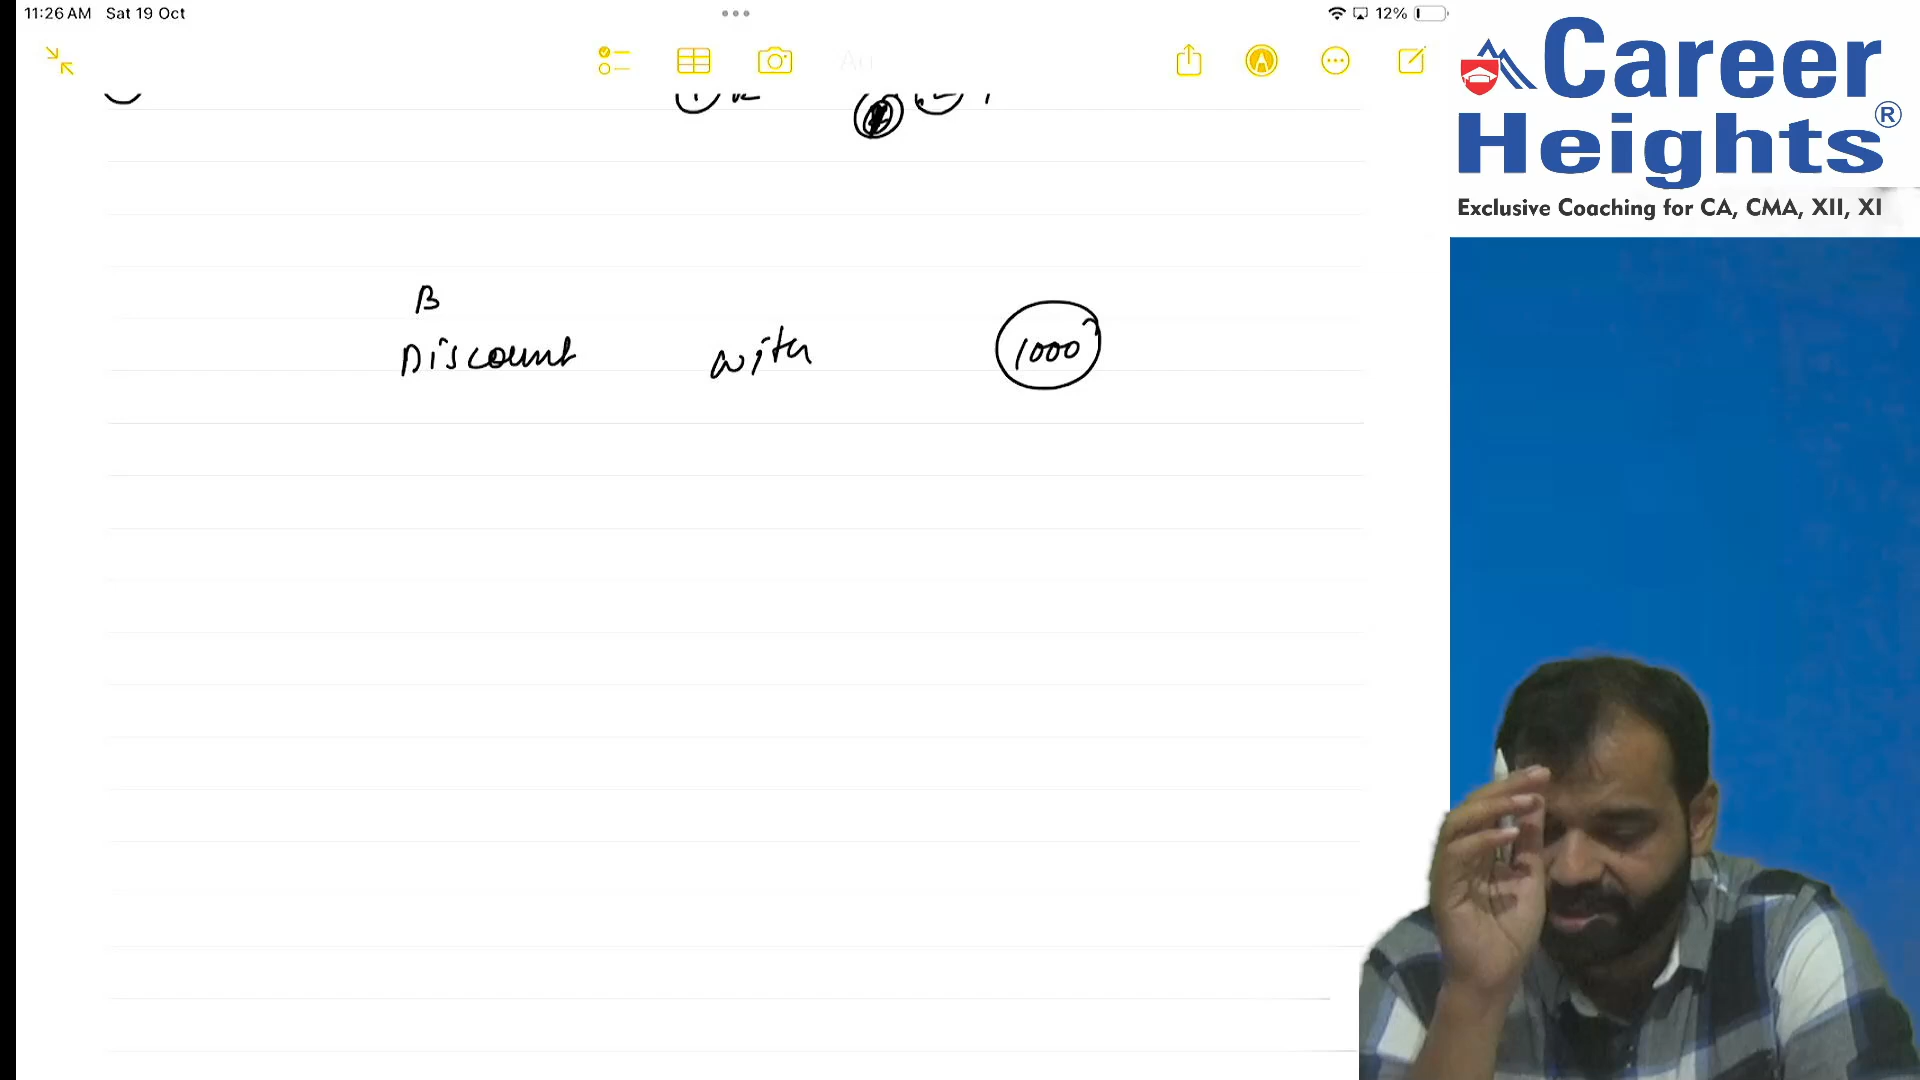 11:26 AM Sat 19 Oct
12%
Career
Heights®
Exclusive Coaching for CA, CMA, XII, XI
B
Discount with 1000